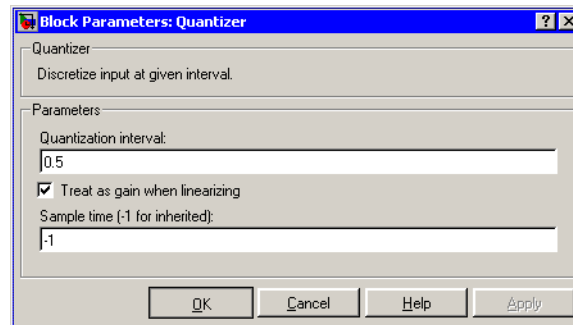 Block Parameters: Quantizer
Quantizer
Discretize input at given interval.
Parameters
Quantization interval:
0.5
Treat as gain when linearizing
Sample time (-1 for inherited):
-1
OK Cancel Help Apply